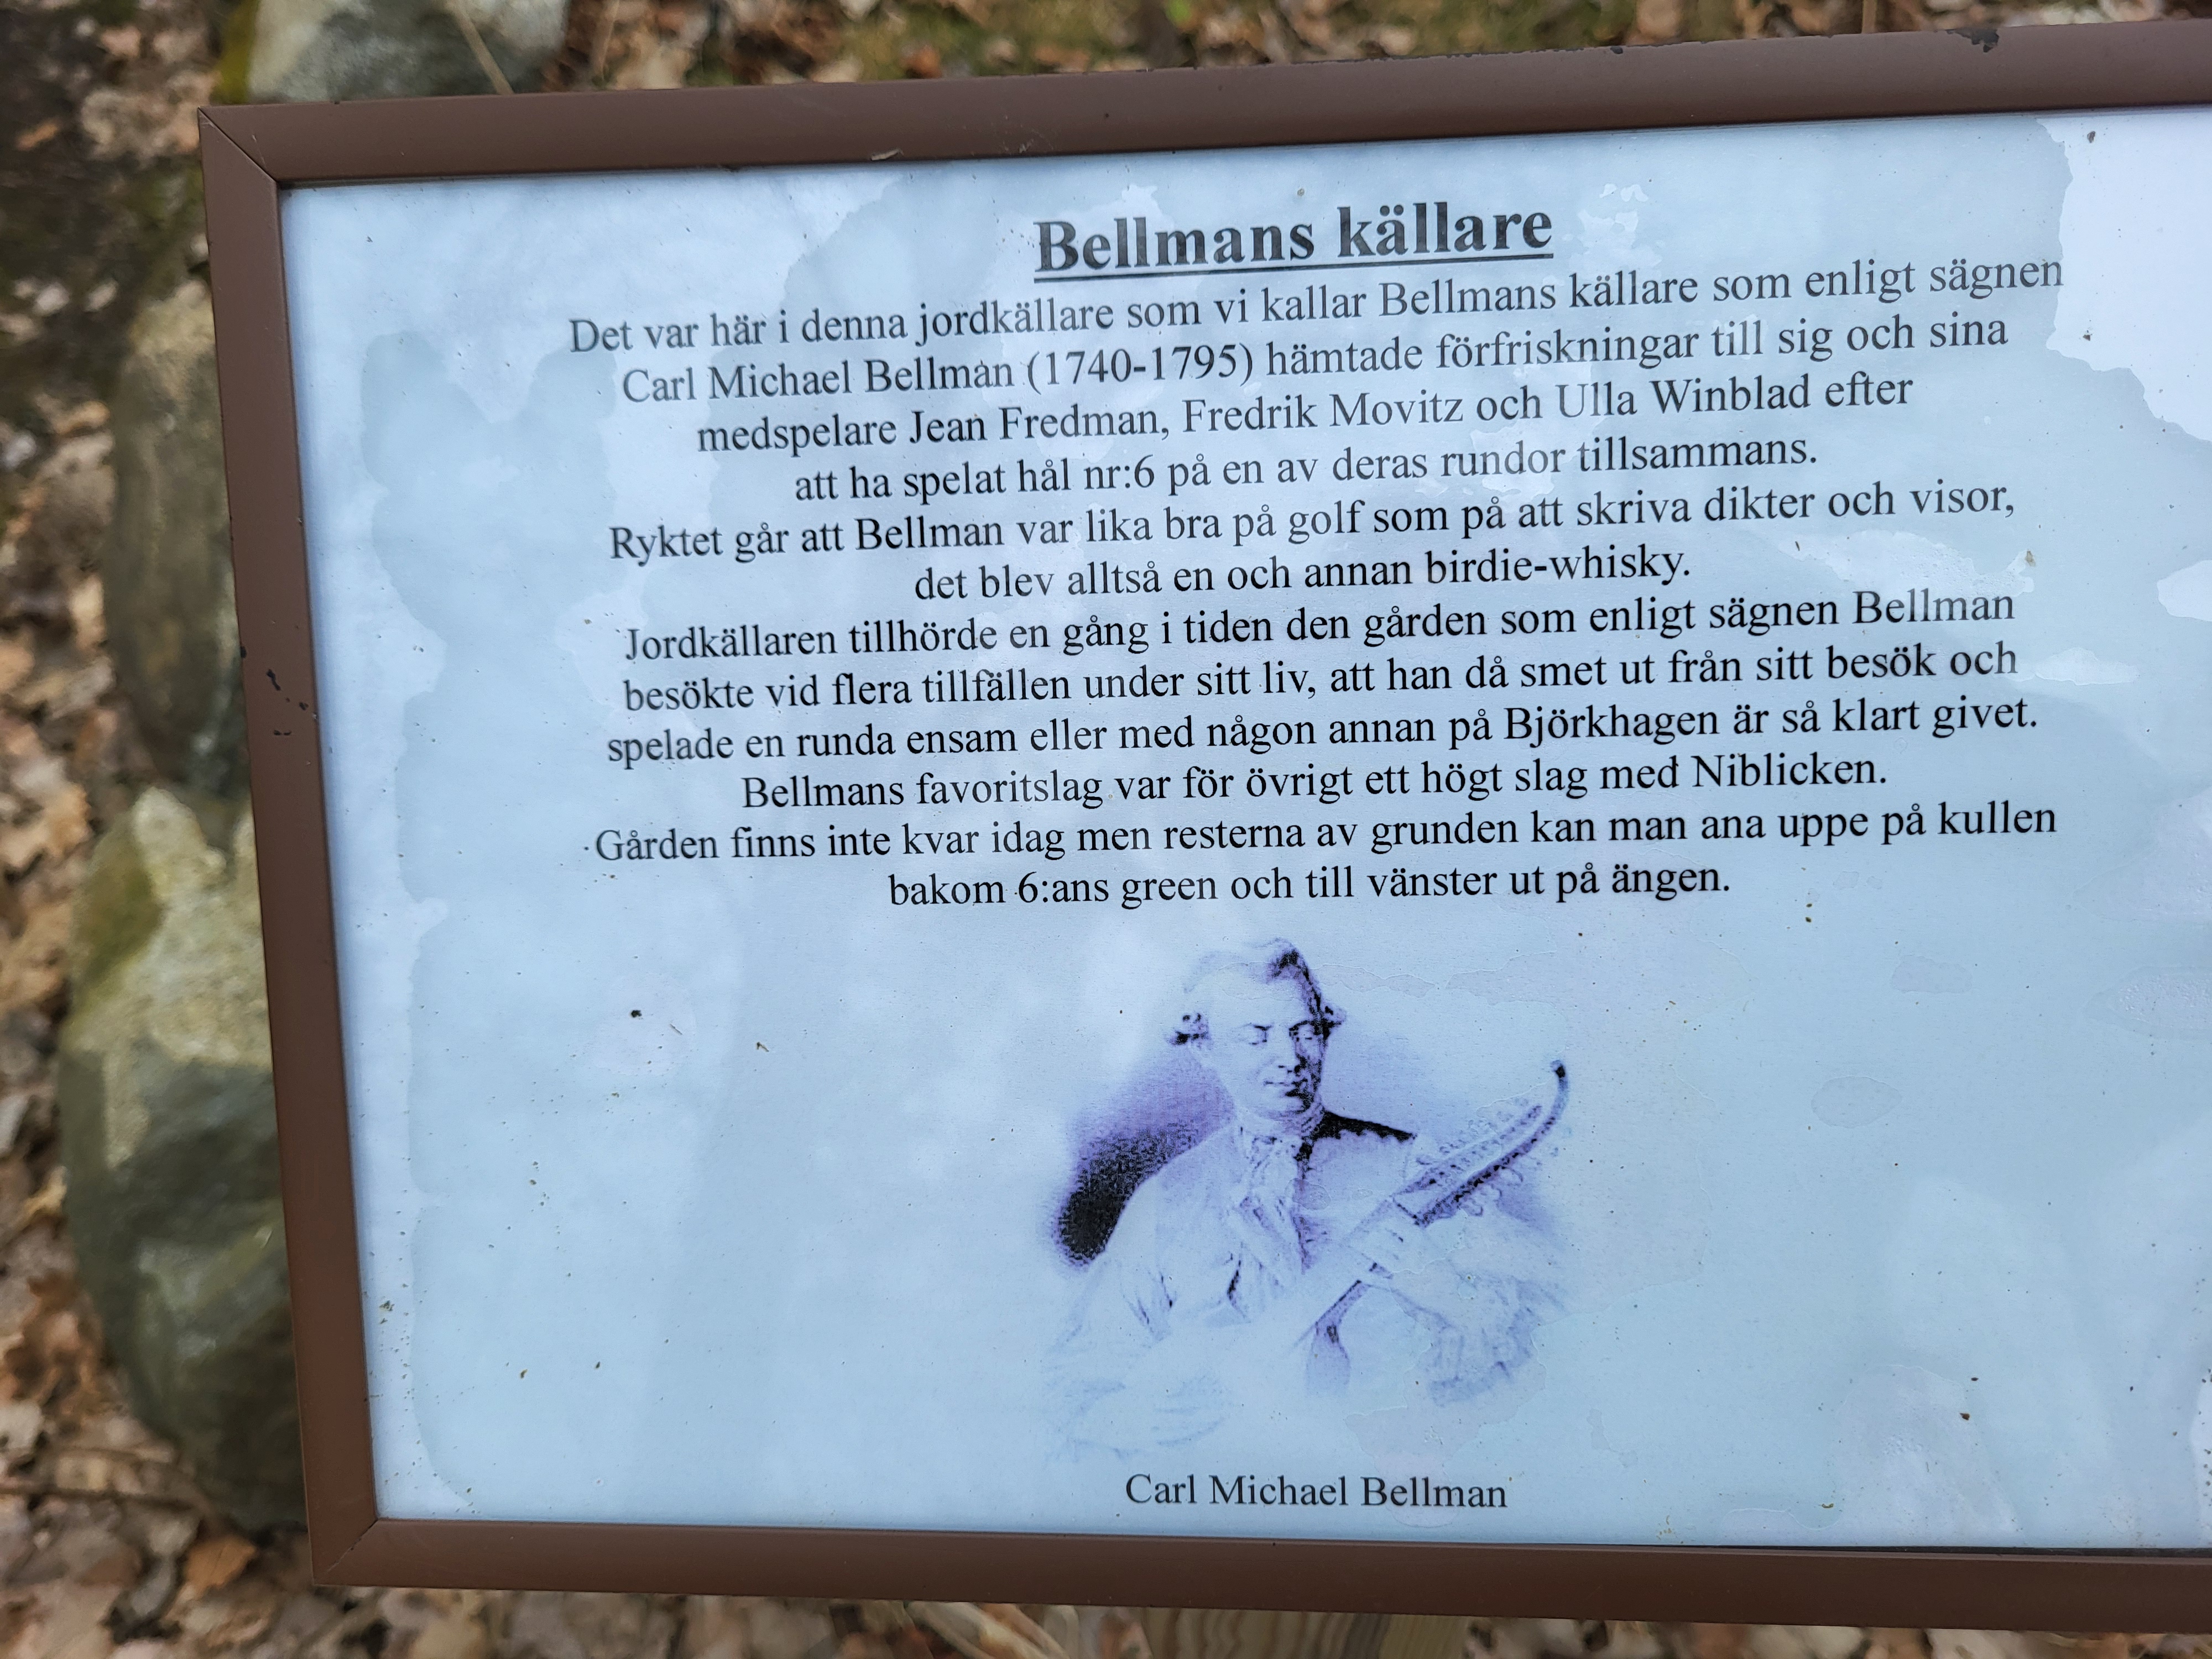 Bellmans källare
Det var här i denna jordkällare som vi kallar Bellmans källare som enligt sägnen
Carl Michael Bellman (1740-1795) hämtade förfriskningar till sig och sina
medspelare Jean Fredman, Fredrik Movitz och Ulla Winblad efter
att ha spelat hål nr:6 på en av deras rundor tillsammans.
Ryktet går att Bellman var lika bra på golf som på att skriva dikter och visor,
det blev alltså en och annan birdie-whisky.
Jordkällaren tillhörde en gång i tiden den gården som enligt sägnen Bellman
besökte vid flera tillfällen under sitt liv, att han då smet ut från sitt besök och
spelade en runda ensam eller med någon annan på Björkhagen är så klart givet.
Bellmans favoritslag var för övrigt ett högt slag med Niblicken.
Gården finns inte kvar idag men resterna av grunden kan man ana uppe på kullen
bakom 6:ans green och till vänster ut på ängen.
Carl Michael Bellman